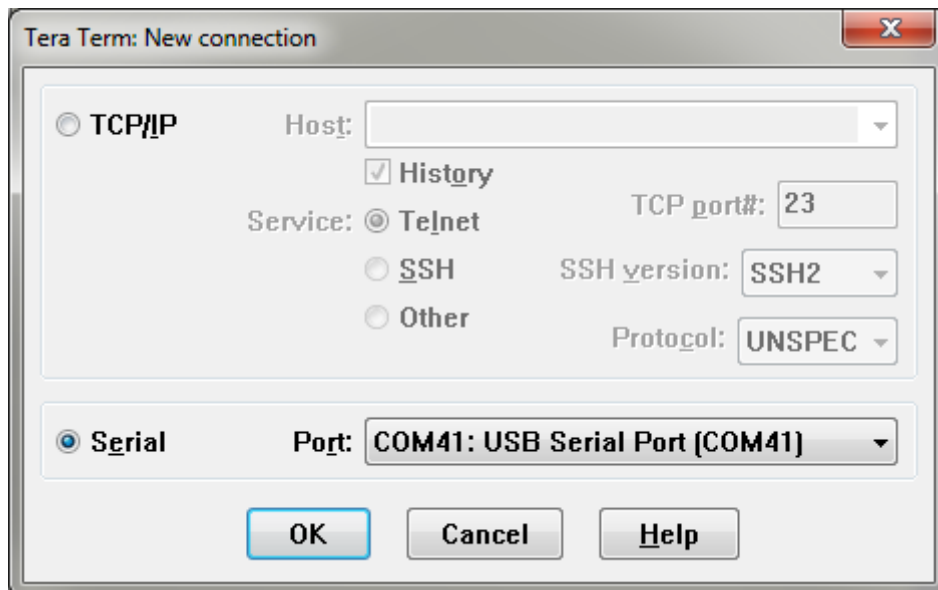 Tera Term: New connection
TCP/IP Host:
History
Service: Telnet TCP port#: 23
SSH SSH version: SSH2
Other Protocol: UNSPEC
Serial Port: COM41: USB Serial Port (COM41)
OK Cancel Help